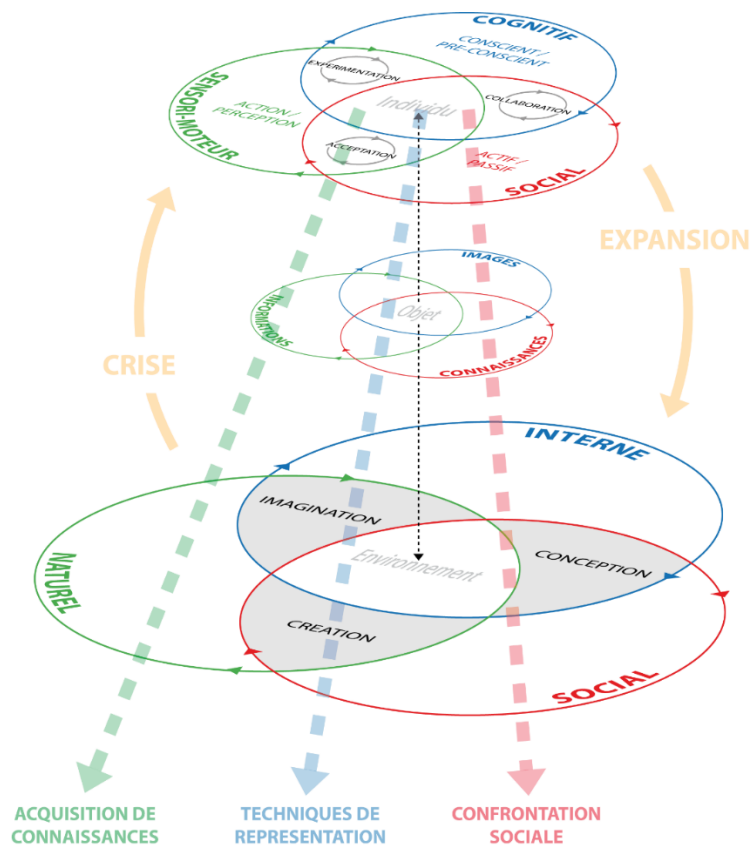 COGNITIF
CONSCIENT /
PRE-CONSCIENT
EXPERIMENTATION
COLLABORATION
SENSORI-MOTEUR
ACTION /
PERCEPTION
Individu
ACCEPTATION
ACTIF /
PASSIF
SOCIAL
EXPANSION
IMAGES
INFORMATIONS
Objet
CONNAISSANCES
CRISE
INTERNE
IMAGINATION
CONCEPTION
Environnement
NATUREL
CREATION
SOCIAL
ACQUISITION DE
CONNAISSANCES
TECHNIQUES DE
REPRESENTATION
CONFRONTATION
SOCIALE